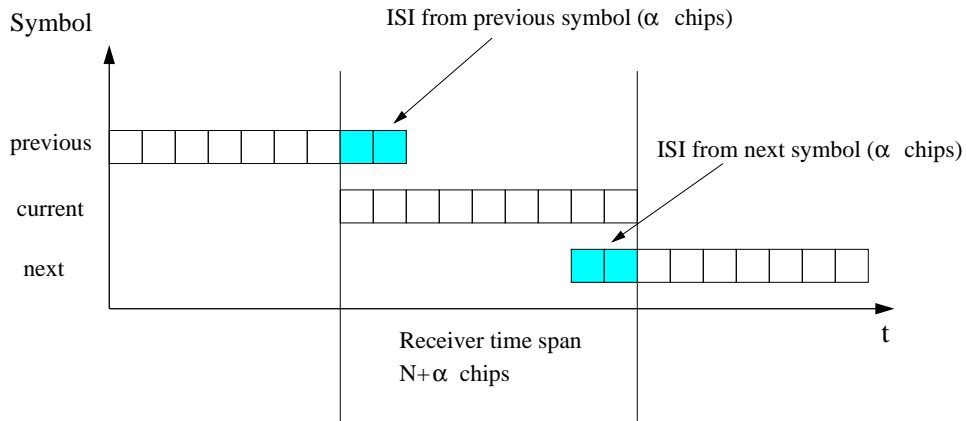 ISI from previous symbol (α chips)
Symbol
previous
ISI from next symbol (α chips)
current
next
t
Receiver time span
N+α chips